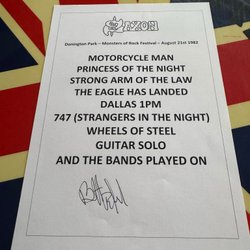 SAXON
Donington Park – Monsters of Rock Festival – August 21st 1982
MOTORCYCLE MAN
PRINCESS OF THE NIGHT
STRONG ARM OF THE LAW
THE EAGLE HAS LANDED
DALLAS 1PM
747 (STRANGERS IN THE NIGHT)
WHEELS OF STEEL
GUITAR SOLO
AND THE BANDS PLAYED ON